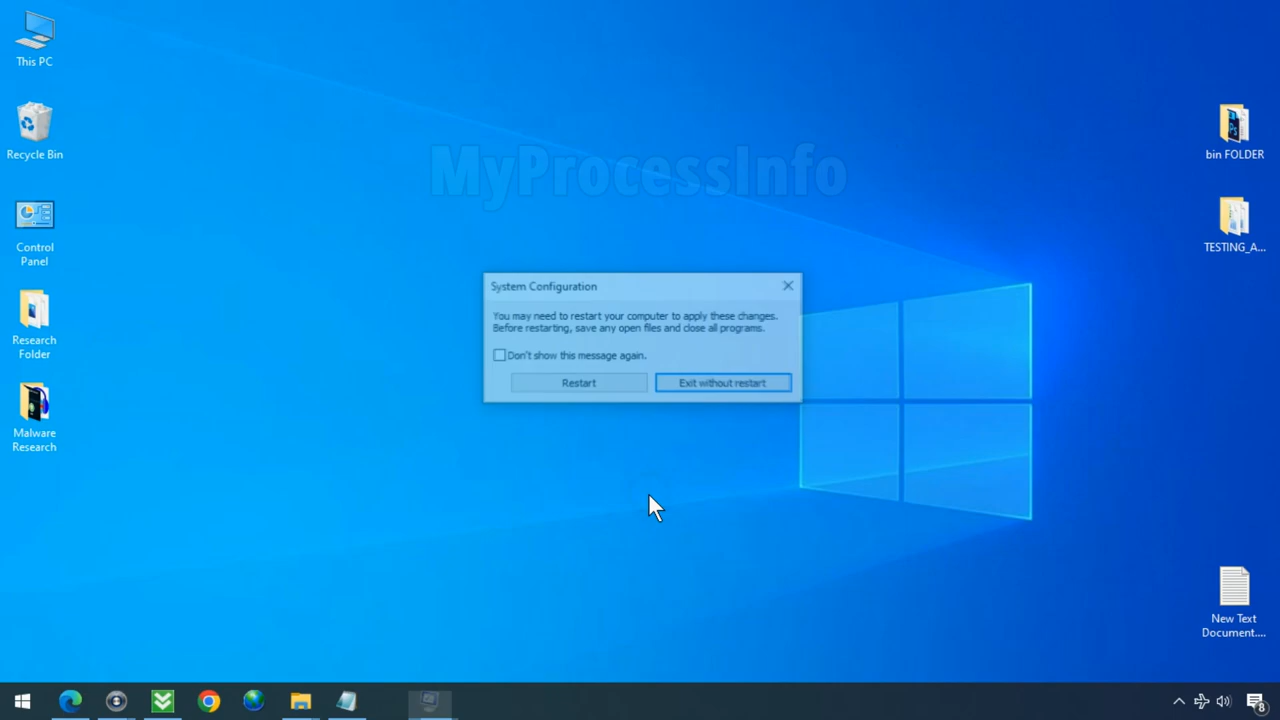 This PC
Recycle Bin
Control
Panel
Research
Folder
Malware
Research
MyProcessInfo
System Configuration
You may need to restart your computer to apply these changes.
Before restarting, save any open files and close all programs.
Don't show this message again.
Restart
Exit without restart
bin FOLDER
TESTING_A...
New Text
Document....
8